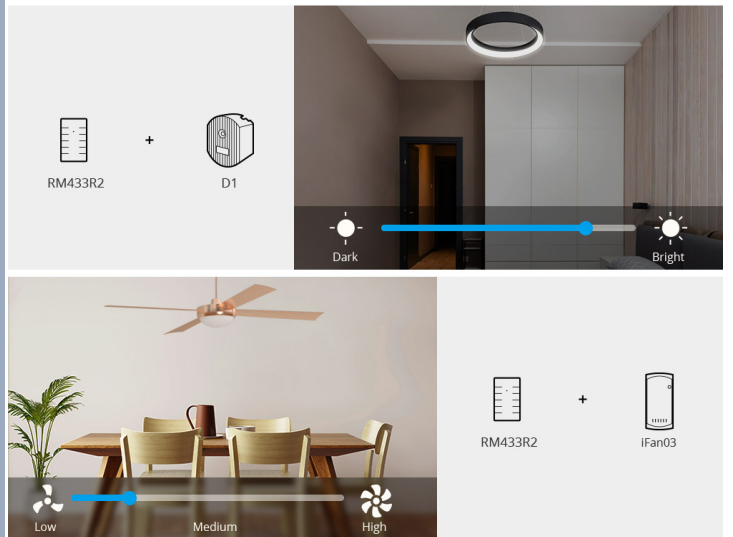 RM433R2
+
D1
Dark
Bright
Low
Medium
High
RM433R2
+
iFan03